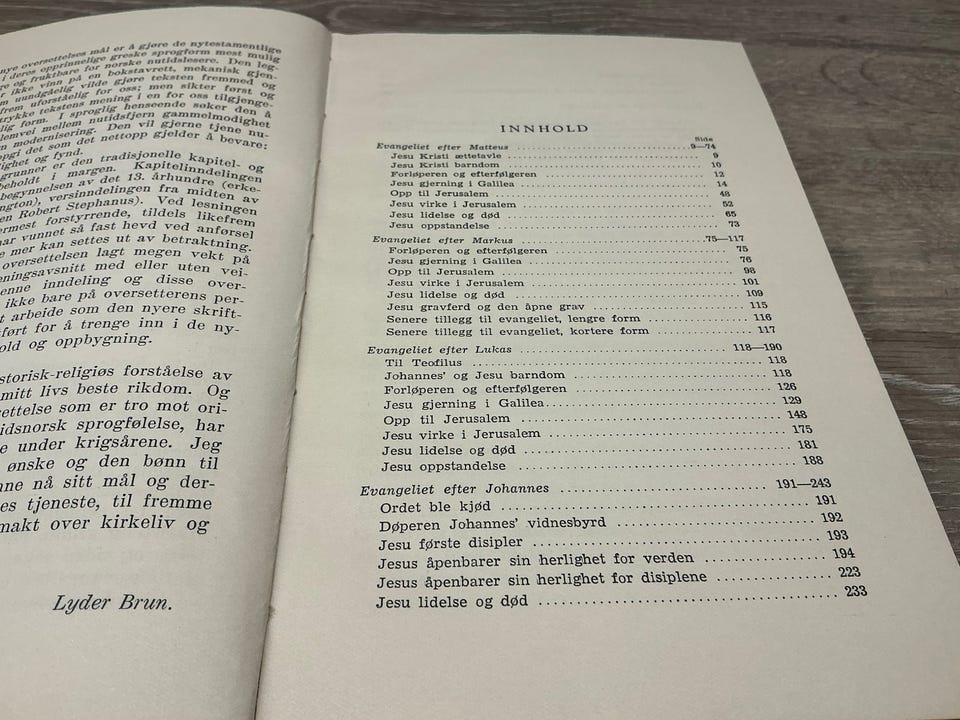 nye oversettelses mål er å gjøre de nytestamentlige
i deres opprinnelige greske sprogform mest mulig
og fruktbare for norske nutidslesere. Den leg-
ikke vinn på en bokstavrett, mekanisk gjen-
uundgåelig vilde gjøre teksten fremmed og
frem uforståelig for oss; men sikter først og
trykke tekstens mening i en for oss tilgjenge-
lig form. I sproglig henseende søker den å
mellem nutidsfjern gammelmodighet
modernisering. Den vil gjerne tjene nu-
det som det nettopp gjelder å bevare:
og fynd.
grunner er den tradisjonelle kapitel- og
beholdt i margen. Kapitelinndelingen
begynnelsen av det 13. århundre (erke-
versinndelingen fra midten av
Robert Stephanus). Ved lesningen
forstyrrende, tildels likefrem
har vunnet så fast hevd ved anførsel
mer kan settes ut av betraktning.
oversettelsen lagt megen vekt på
med eller uten vei-
denne inndeling og disse over-
ikke bare på oversetterens per-
arbeide som den nyere skrift-
ført for å trenge inn i de ny-
og oppbygning.
historisk-religiøs forståelse av
mitt livs beste rikdom. Og
som er tro mot ori-
sprogfølelse, har
under krigsårene. Jeg
ønske og den bønn til
nå sitt mål og der-
tjeneste, til fremme
makt over kirkeliv og
Lyder Brun.
INNHOLD
Side
Evangeliet efter Matteus 9—74
Jesu Kristi ættetavle 9
Jesu Kristi barndom 10
Forløperen og efterfølgeren 12
Jesu gjerning i Galilea 14
Opp til Jerusalem 48
Jesu virke i Jerusalem 52
Jesu lidelse og død 65
Jesu oppstandelse 73
Evangeliet efter Markus 75—117
Forløperen og efterfølgeren 75
Jesu gjerning i Galilea 76
Opp til Jerusalem 98
Jesu virke i Jerusalem 101
Jesu lidelse og død 109
Jesu gravferd og den åpne grav 115
Senere tillegg til evangeliet, lengre form 116
Senere tillegg til evangeliet, kortere form 117
Evangeliet efter Lukas 118—190
Til Teofilus 118
Johannes' og Jesu barndom 118
Forløperen og efterfølgeren 126
Jesu gjerning i Galilea 129
Opp til Jerusalem 148
Jesu virke i Jerusalem 175
Jesu lidelse og død 181
Jesu oppstandelse 188
Evangeliet efter Johannes 191—243
Ordet ble kjød 191
Døperen Johannes' vidnesbyrd 192
Jesu første disipler 193
Jesus åpenbarer sin herlighet for verden 194
Jesus åpenbarer sin herlighet for disiplene 223
Jesu lidelse og død 233